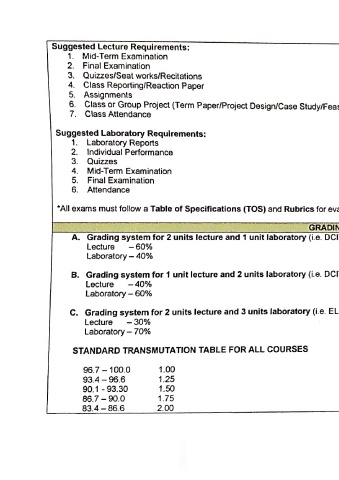 Suggested Lecture Requirements:
1. Mid-Term Examination
2. Final Examination
3. Quizzes/Seat works/Recitations
4. Class Reporting/Reaction Paper
5. Assignments
6. Class or Group Project (Term Paper/Project Design/Case Study/Feas
7. Class Attendance
Suggested Laboratory Requirements:
1. Laboratory Reports
2. Individual Performance
3. Quizzes
4. Mid-Term Examination
5. Final Examination
6. Attendance
*All exams must follow a Table of Specifications (TOS) and Rubrics for eva
GRADIN
A. Grading system for 2 units lecture and 1 unit laboratory (i.e. DCI
Lecture – 60%
Laboratory – 40%
B. Grading system for 1 unit lecture and 2 units laboratory (i.e. DCI
Lecture – 40%
Laboratory – 60%
C. Grading system for 2 units lecture and 3 units laboratory (i.e. EL
Lecture – 30%
Laboratory – 70%
STANDARD TRANSMUTATION TABLE FOR ALL COURSES
96.7 – 100.0 1.00
93.4 – 96.6 1.25
90.1 - 93.30 1.50
86.7 – 90.0 1.75
83.4 – 86.6 2.00